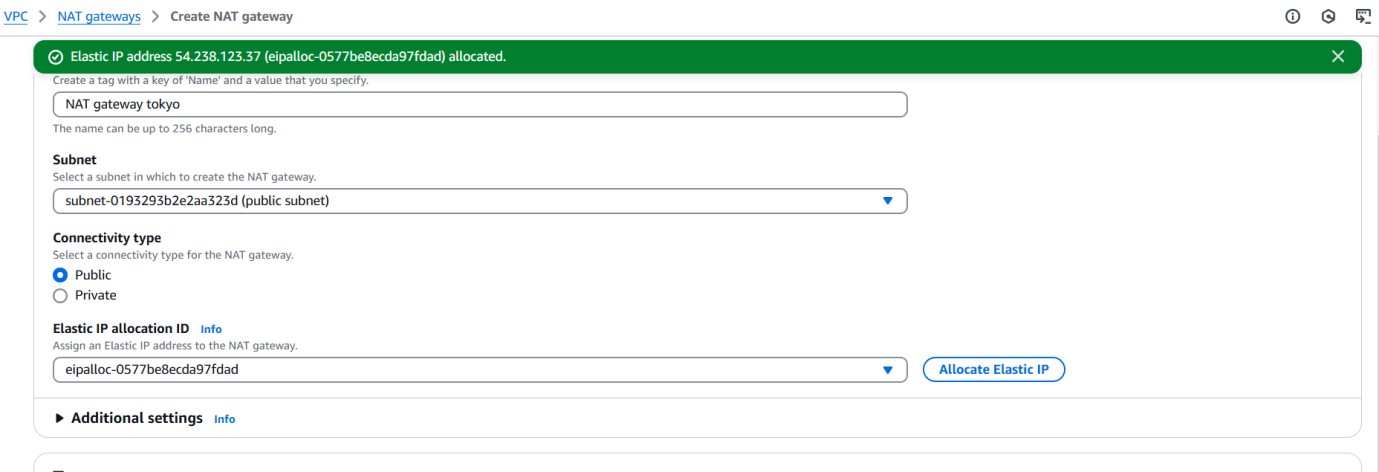 VPC > NAT gateways > Create NAT gateway
Elastic IP address 54.238.123.37 (eipalloc-0577be8ecda97fdad) allocated.
Create a tag with a key of 'Name' and a value that you specify.
NAT gateway tokyo
The name can be up to 256 characters long.
Subnet
Select a subnet in which to create the NAT gateway.
subnet-0193293b2e2aa323d (public subnet)
Connectivity type
Select a connectivity type for the NAT gateway.
Public
Private
Elastic IP allocation ID Info
Assign an Elastic IP address to the NAT gateway.
eipalloc-0577be8ecda97fdad Allocate Elastic IP
Additional settings Info